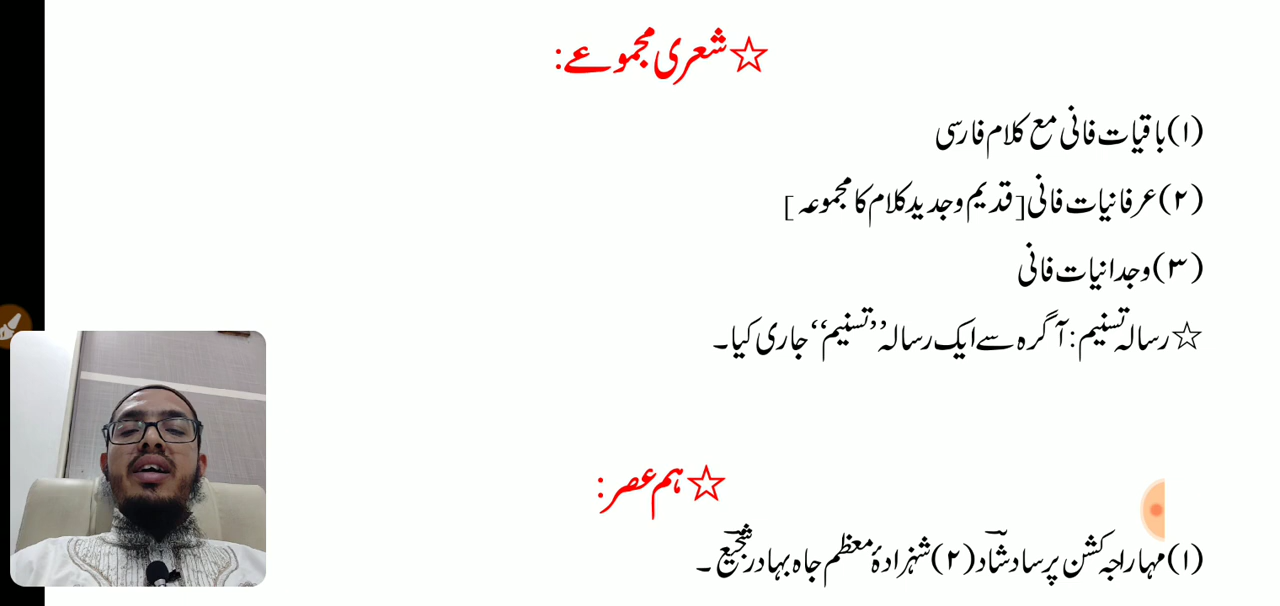 ☆شعری مجموعے:
(۱)باقیات فانی مع کلام فارسی
(۲)عرفانیات فانی[قدیم وجدید کلام کا مجموعہ]
(۳)وجدانیات فانی
☆رسالہ تسنیم: آگرہ سے ایک رسالہ ’’تسنیم‘‘ جاری کیا۔
☆ہم عصر:
(۱)مہاراجہ کشن پرساد شاد (۲)شہزادۂ معظم جاہ بہادر شجیع۔